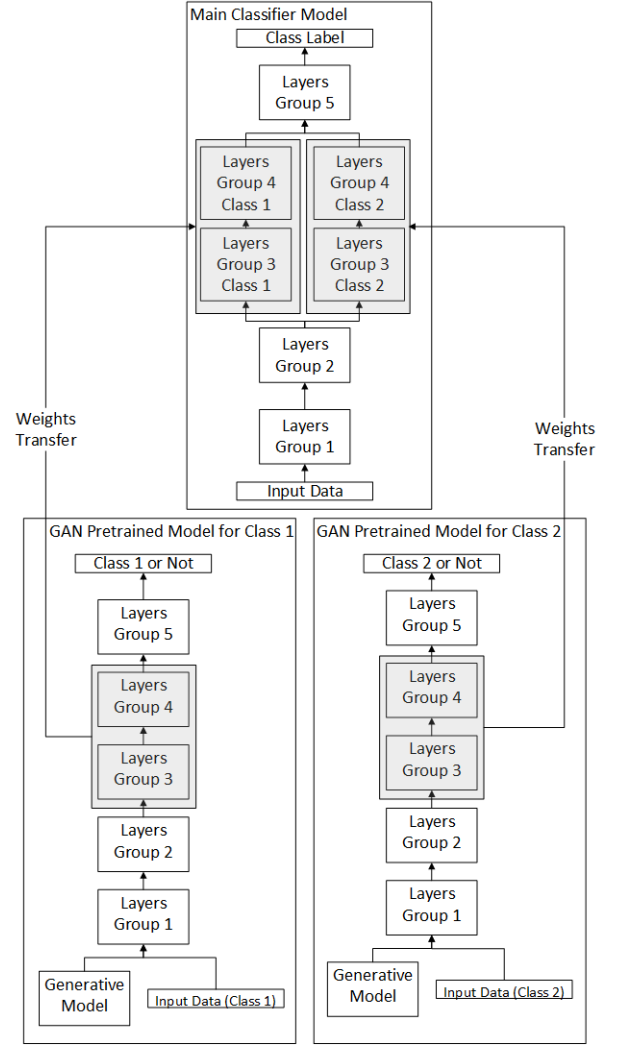 Main Classifier Model
Class Label
Layers
Group 5
Layers
Group 4
Class 1
Layers
Group 4
Class 2
Layers
Group 3
Class 1
Layers
Group 3
Class 2
Layers
Group 2
Layers
Group 1
Input Data
Weights
Transfer
Weights
Transfer
GAN Pretrained Model for Class 1
Class 1 or Not
Layers
Group 5
Layers
Group 4
Layers
Group 3
Layers
Group 2
Layers
Group 1
Generative
Model
Input Data (Class 1)
GAN Pretrained Model for Class 2
Class 2 or Not
Layers
Group 5
Layers
Group 4
Layers
Group 3
Layers
Group 2
Layers
Group 1
Generative
Model
Input Data (Class 2)